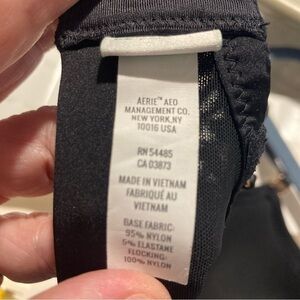 AERIE™ AEO
MANAGEMENT CO.
NEW YORK,NY
10016 USA
RN 54485
CA 03873
MADE IN VIETNAM
FABRIQUÉ AU
VIETNAM
BASE FABRIC:
95% NYLON
5% ELASTANE
FLOCKING:
100% NYLON